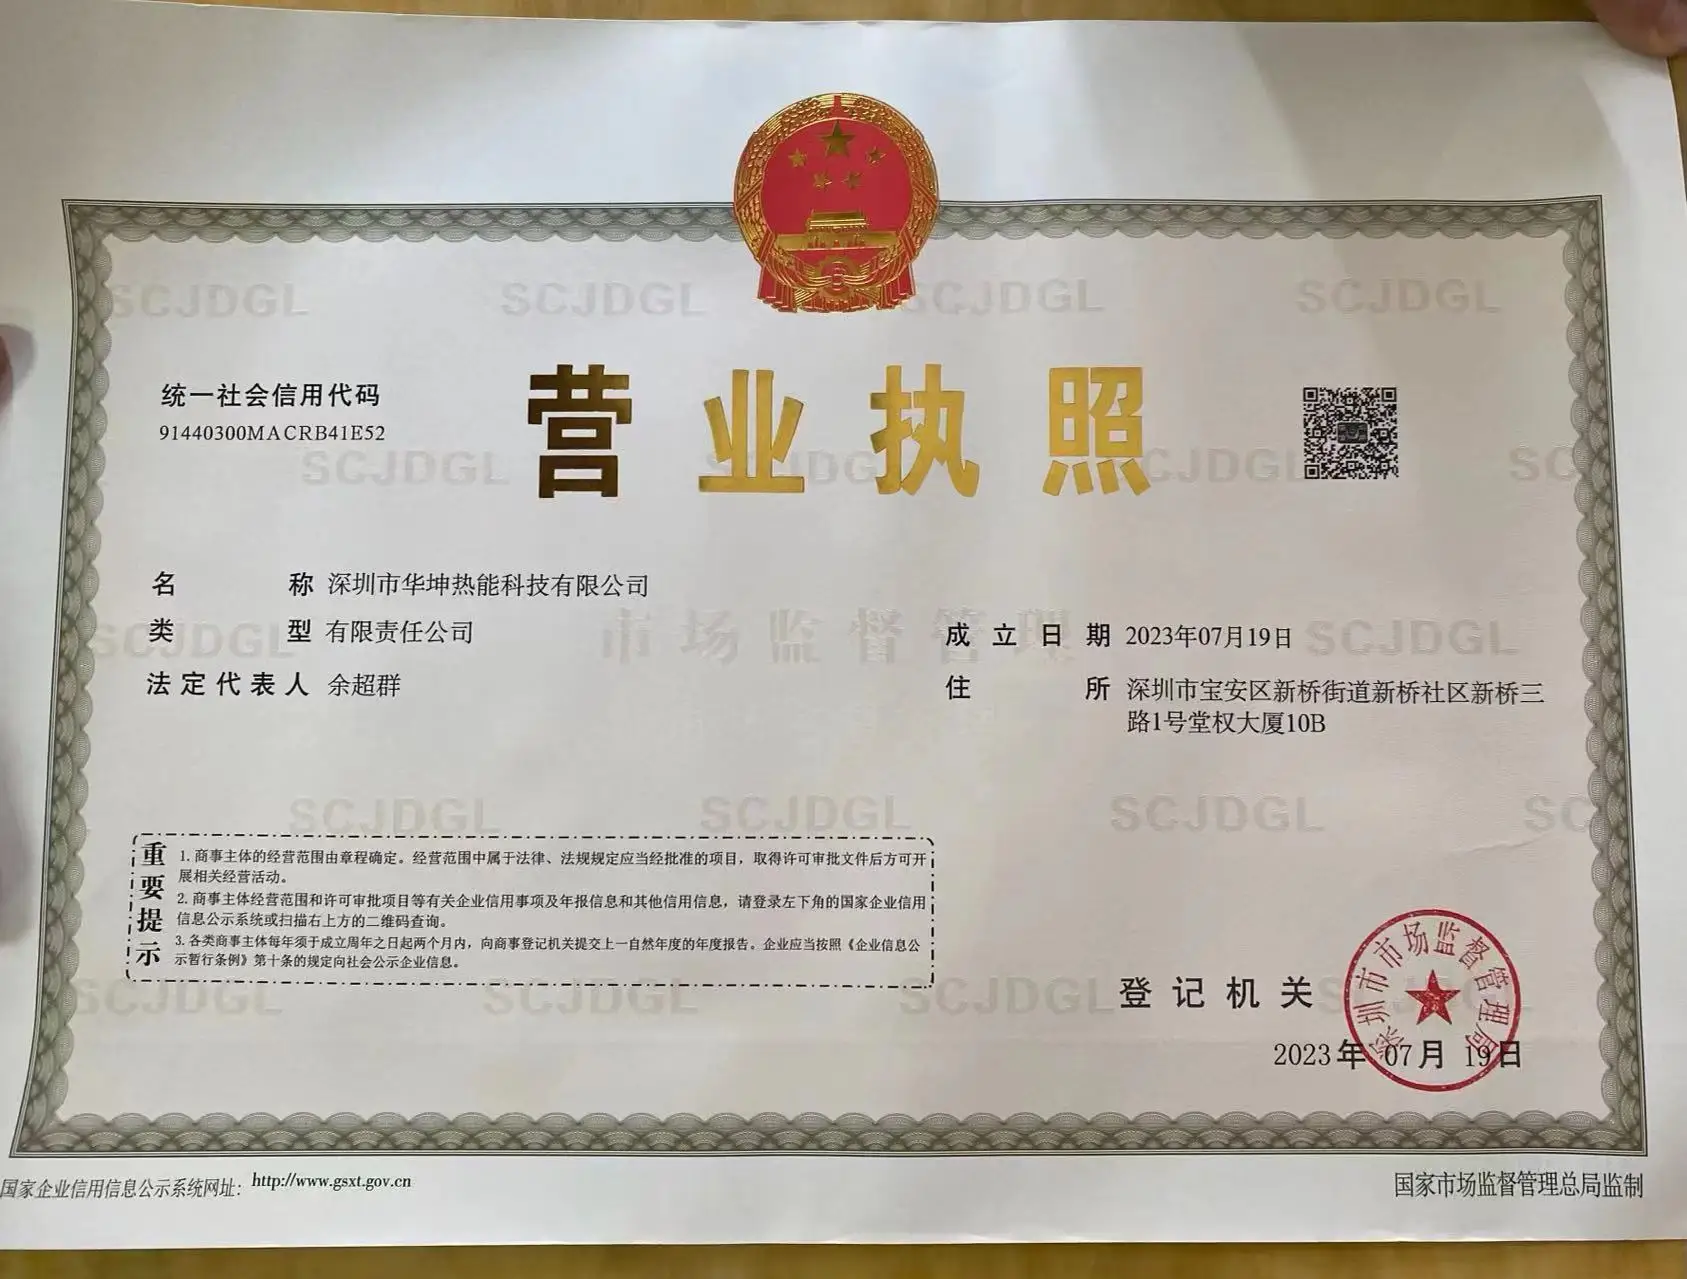 营业执照
统一社会信用代码
91440300MACRB41E52
名称 深圳市华坤热能科技有限公司
类型 有限责任公司
法定代表人 余超群
成立日期 2023年07月19日
住所 深圳市宝安区新桥街道新桥社区新桥三
路1号堂权大厦10B
重要提示
1. 商事主体的经营范围由章程确定。经营范围中属于法律、法规规定应当经批准的项目，取得许可审批文件后方可开
展相关经营活动。
2. 商事主体经营范围和许可审批项目等有关企业信用事项及年报信息和其他信用信息，请登录左下角的国家企业信用
信息公示系统或扫描右上方的二维码查询。
3. 各类商事主体每年须于成立周年之日起两个月内，向商事登记机关提交上一自然年度的年度报告。企业应当按照《企业信息公
示暂行条例》第十条的规定向社会公示企业信息。
登记机关
深圳市市场监督管理局
2023年07月19日
国家企业信用信息公示系统网址：http://www.gsxt.gov.cn
国家市场监督管理总局监制
SCJDGL
市场监督管理